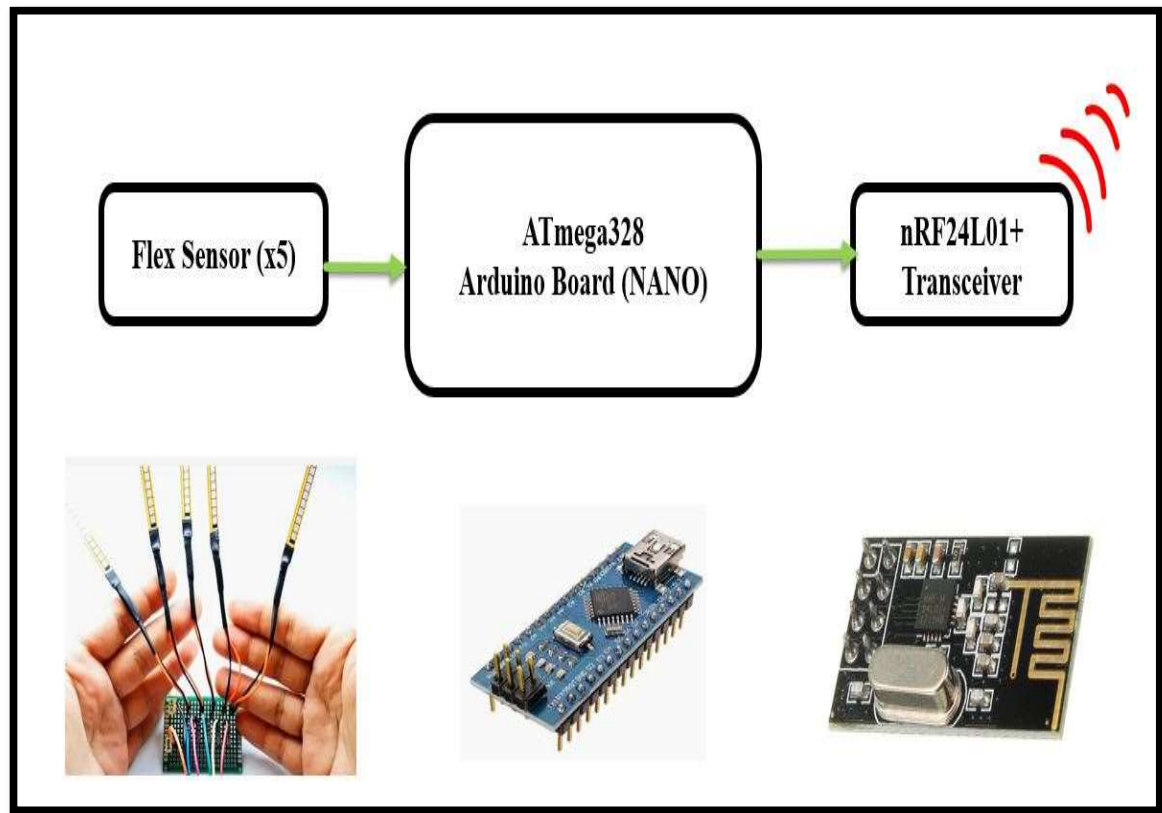 Flex Sensor (x5)
ATmega328
Arduino Board (NANO)
nRF24L01+
Transceiver